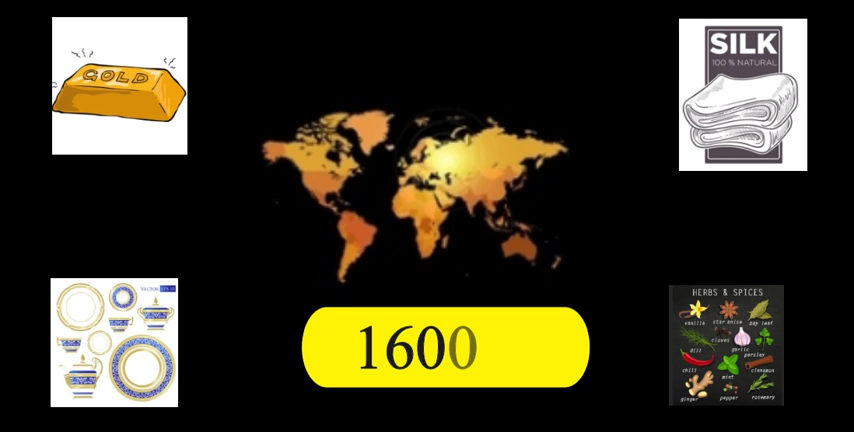 GOLD
SILK
100 % NATURAL
1600
HERBS & SPICES
vanilla
star anise
bay leaf
cloves
garlic
dill
parsley
chili
mint
cinnamon
ginger
pepper
rosemary